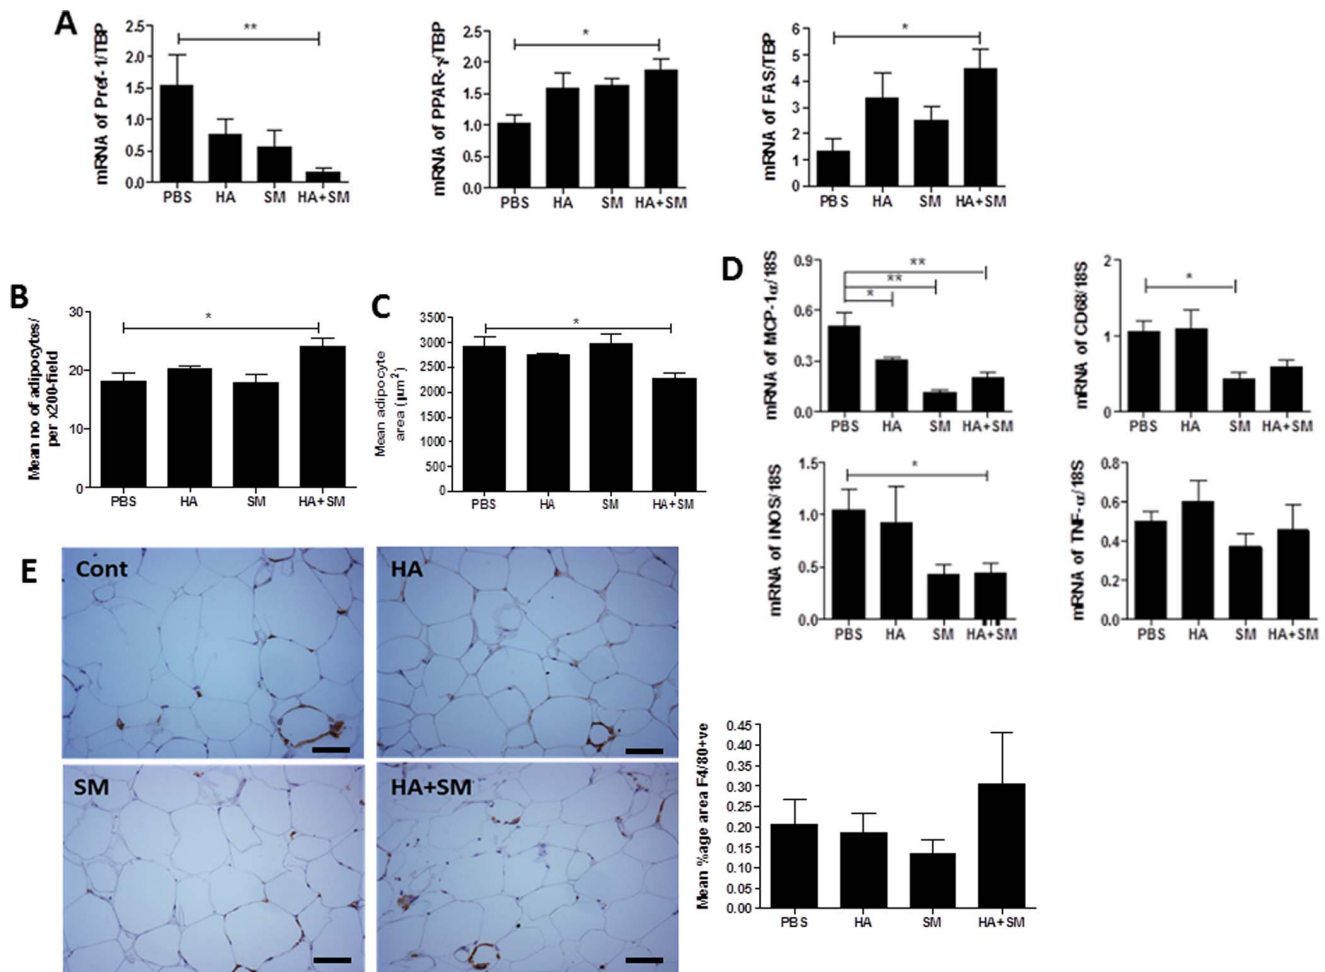 A
mRNA of Pref-1/TBP
2.5
2.0
1.5
1.0
0.5
0.0
**
PBS HA SM HA+SM
mRNA of PPAR-γ/TBP
2.5
2.0
1.5
1.0
0.5
0.0
*
PBS HA SM HA+SM
mRNA of FAS/TBP
6
5
4
3
2
1
0
*
PBS HA SM HA+SM
B
Mean no of adipocytes/
per x200-field
30
20
10
0
*
PBS HA SM HA+SM
C
Mean adipocyte
area (µm²)
3500
3000
2500
2000
1500
1000
500
0
*
PBS HA SM HA+SM
D
mRNA of MCP-1α/18S
0.9
0.6
0.3
0.0
**
**
*
PBS HA SM HA+SM
mRNA of CD68/18S
2
1
0
*
PBS HA SM HA+SM
mRNA of iNOS/18S
1.5
1.0
0.5
0.0
*
PBS HA SM HA+SM
mRNA of TNF-α/18S
0.8
0.6
0.4
0.2
0.0
PBS HA SM HA+SM
E
Cont
HA
SM
HA+SM
Mean %age area F4/80+ve
0.45
0.40
0.35
0.30
0.25
0.20
0.15
0.10
0.05
0.00
PBS HA SM HA+SM